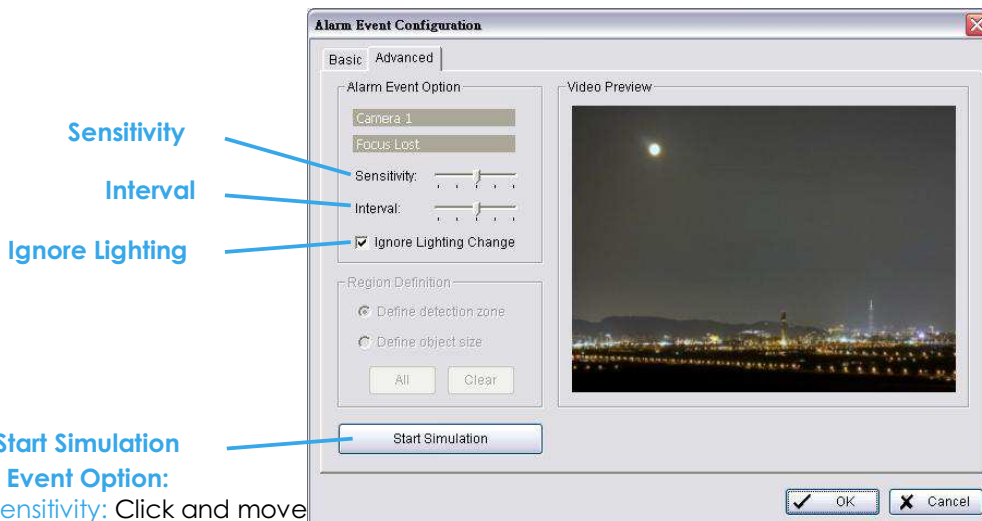 Alarm Event Configuration
Basic Advanced
Alarm Event Option
Camera 1
Focus Lost
Sensitivity:
Interval:
Ignore Lighting Change
Region Definition
Define detection zone
Define object size
All Clear
Start Simulation
Video Preview
OK Cancel
Sensitivity
Interval
Ignore Lighting
Start Simulation
Event Option:
ensitivity: Click and move